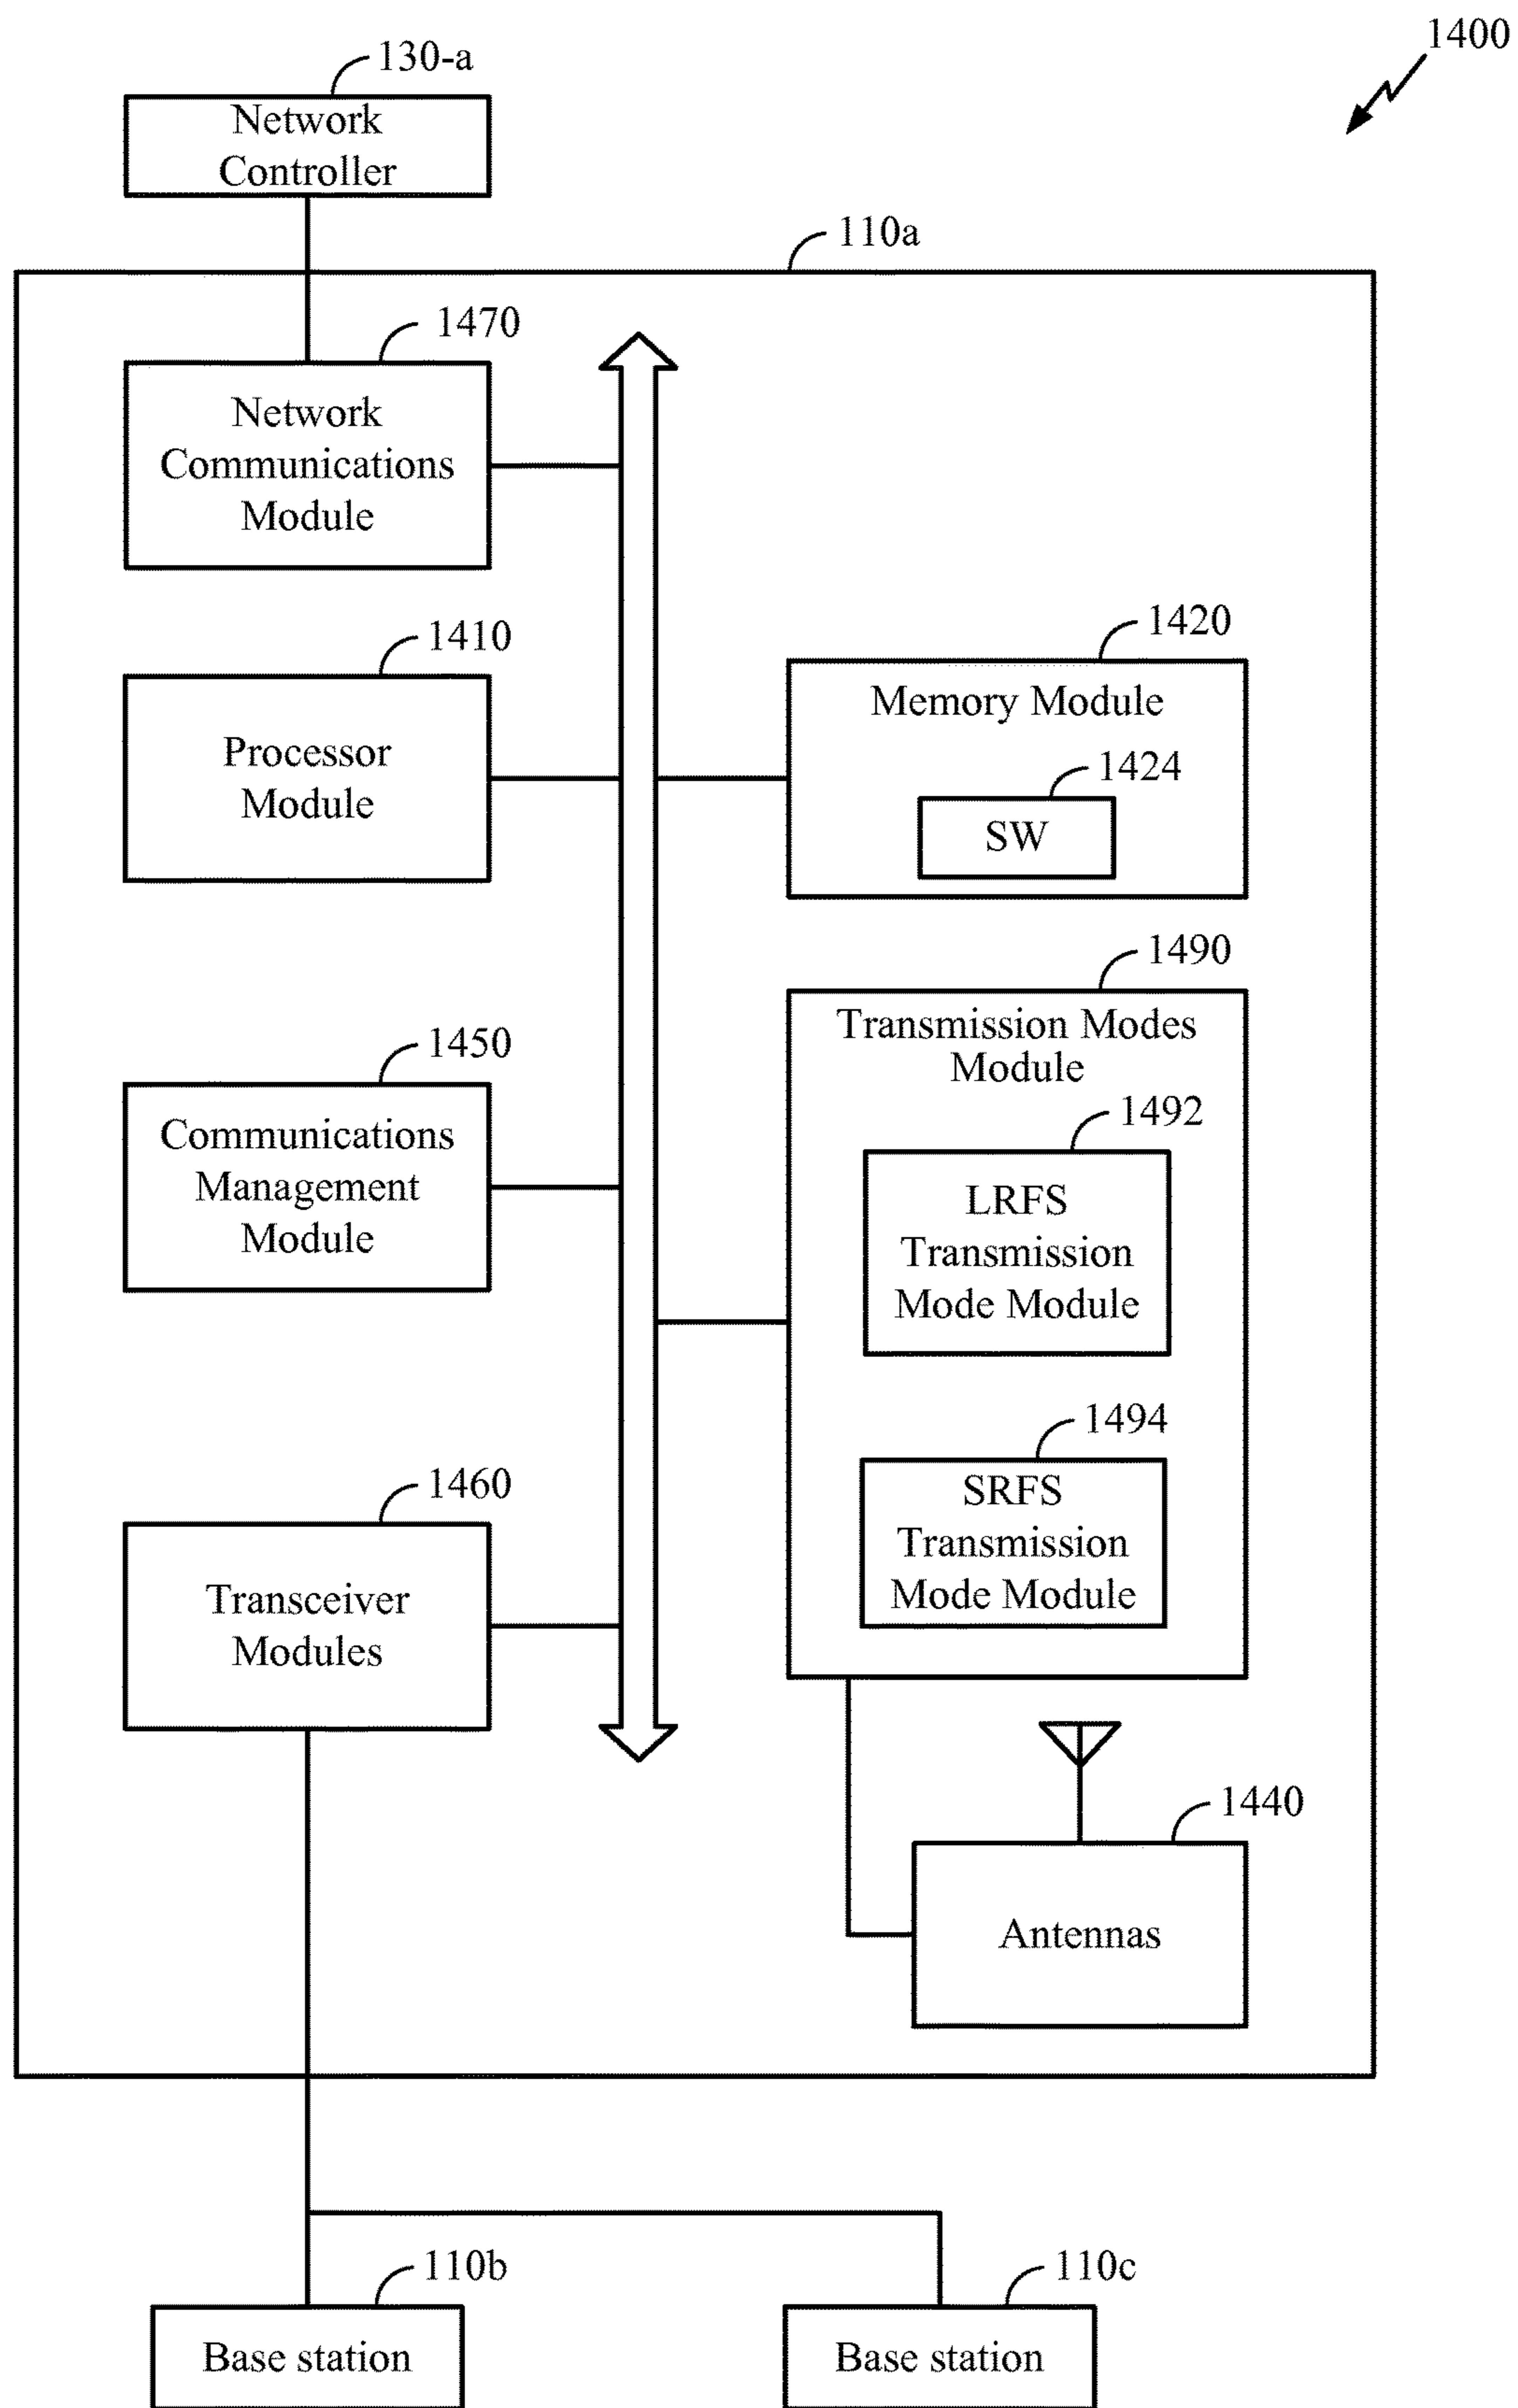 1400
130-a
Network
Controller
110a
1470
Network
Communications
Module
1410
Processor
Module
1420
Memory Module
1424
SW
1450
Communications
Management
Module
1490
Transmission Modes
Module
1492
LRFS
Transmission
Mode Module
1494
SRFS
Transmission
Mode Module
1460
Transceiver
Modules
1440
Antennas
110b
Base station
110c
Base station